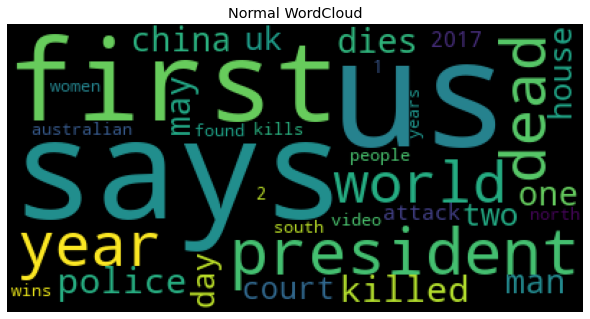 Normal WordCloud
first
us
says
china
uk
dies
2017
dead
house
women
may
1
years
australian
found
kills
people
world
one
2
south
video
attack
two
north
year
president
day
wins
police
court
killed
man